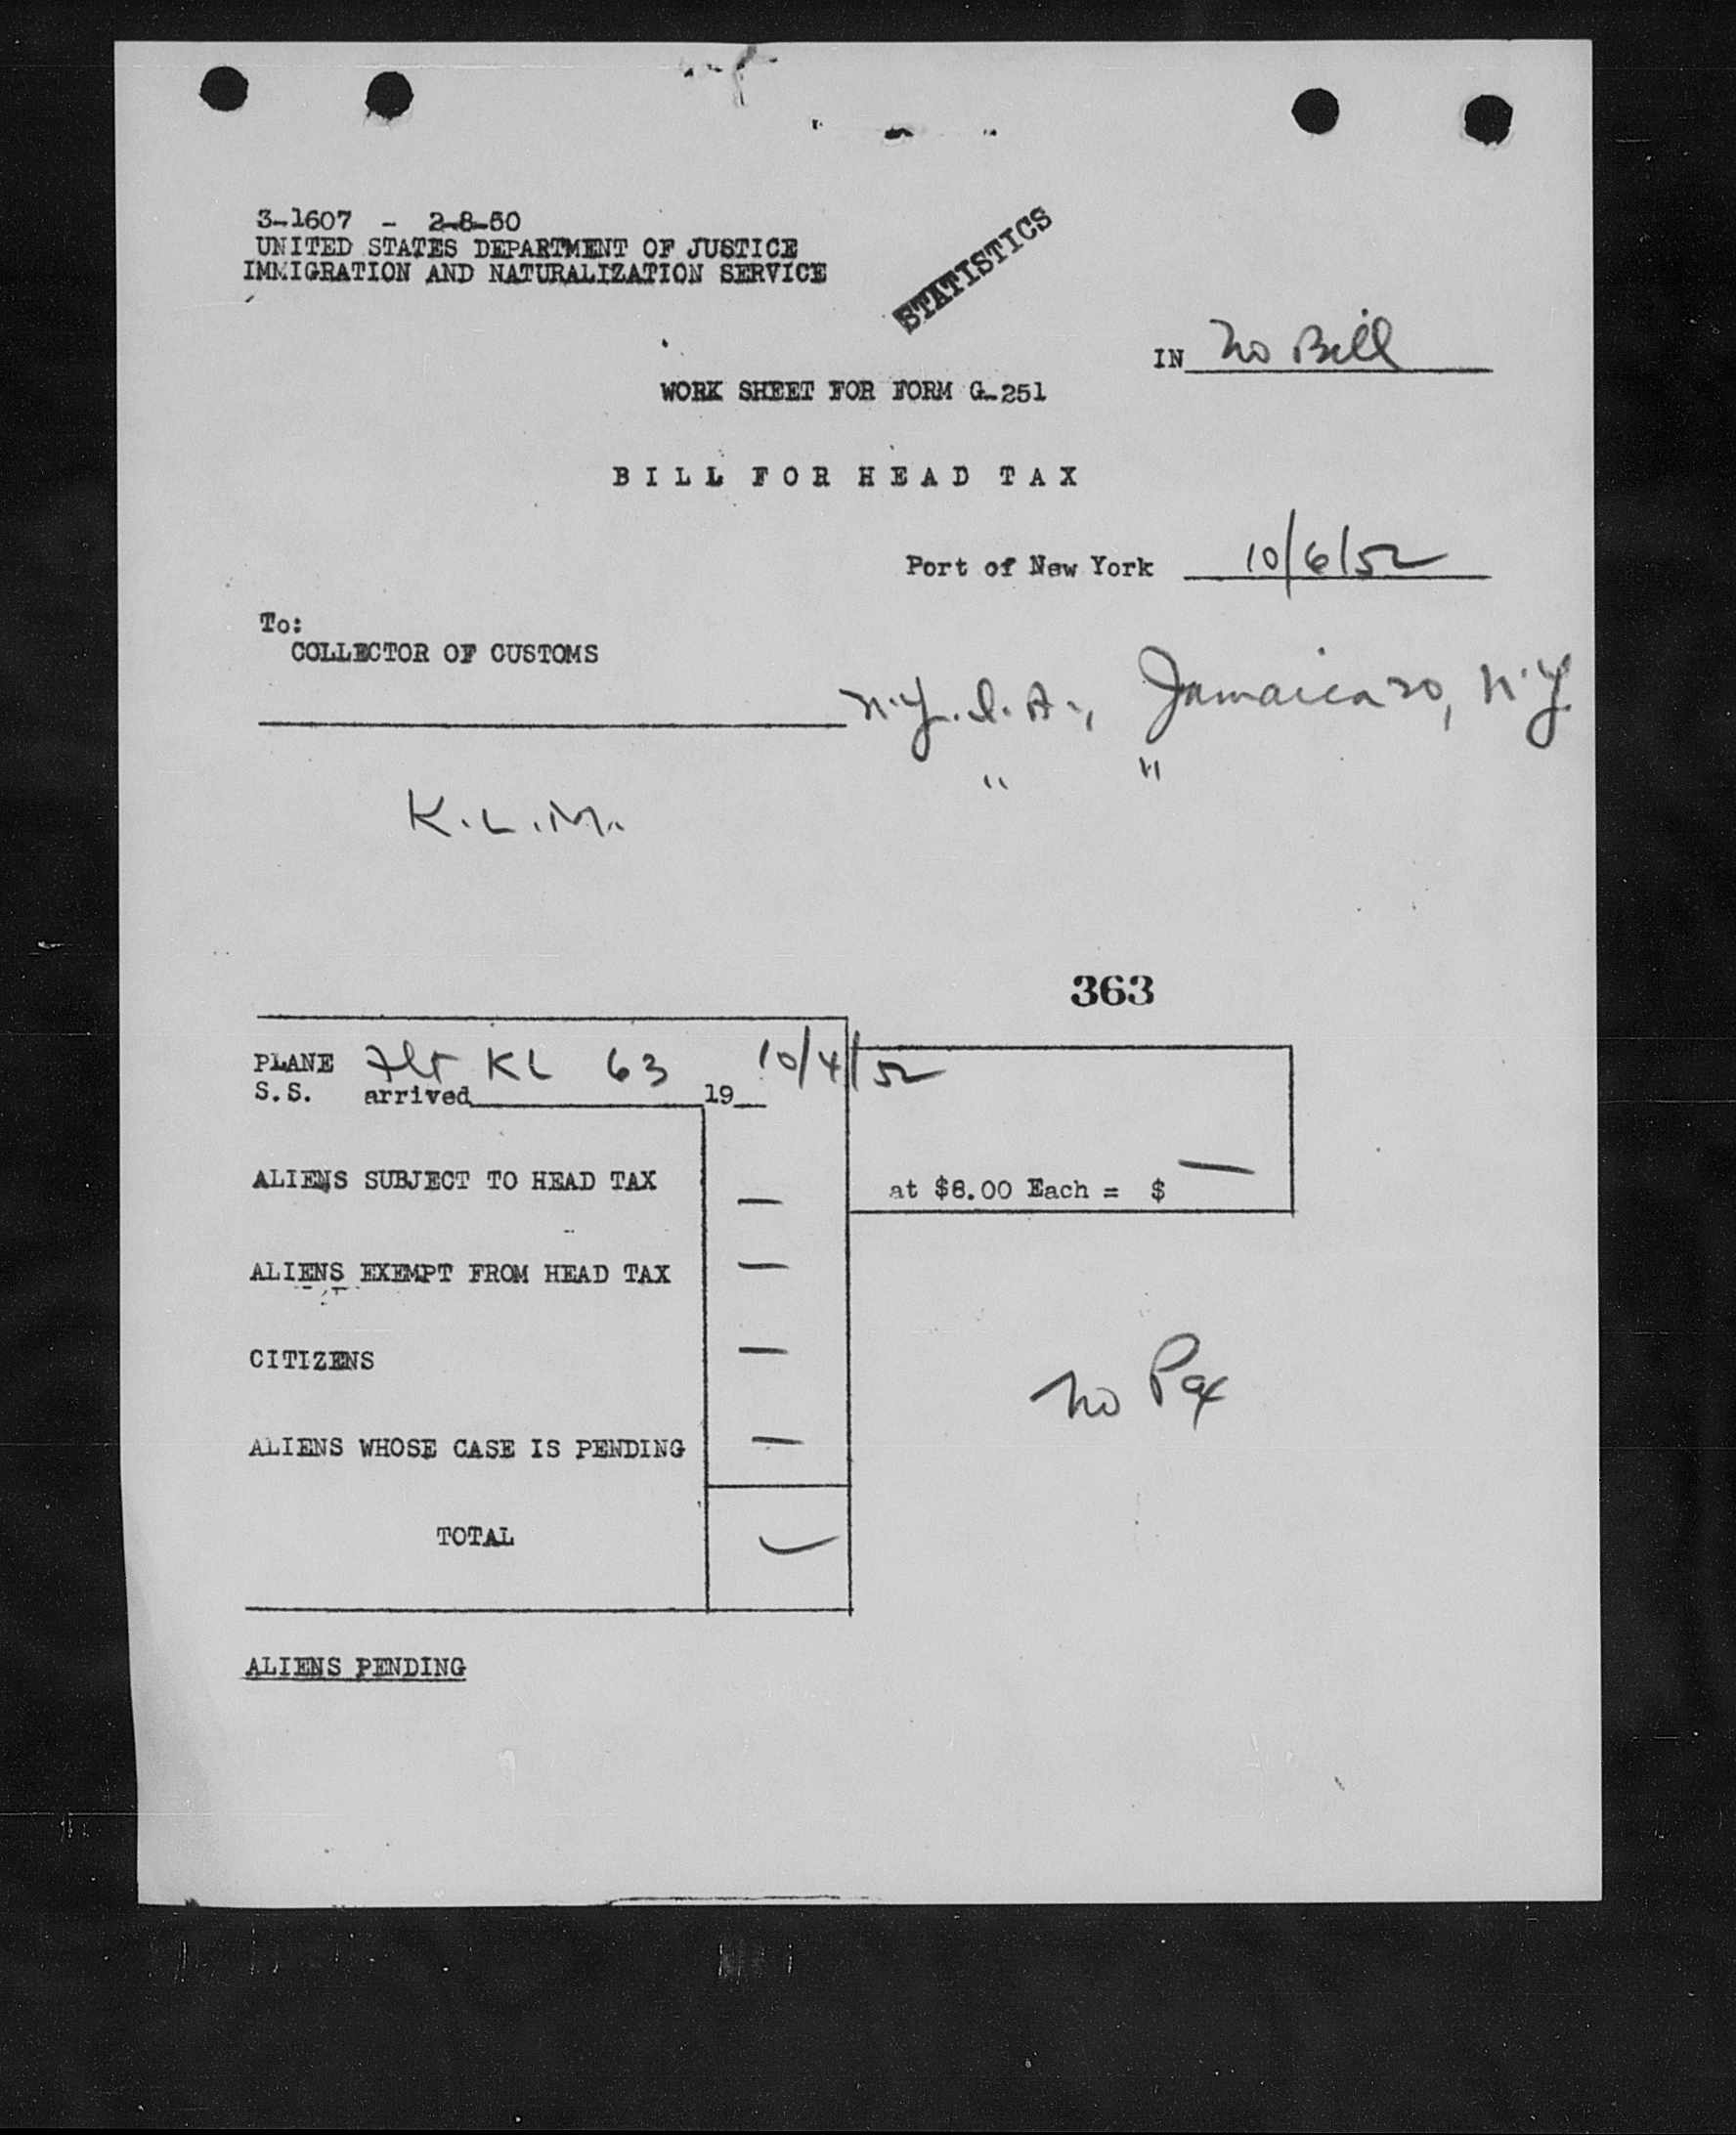 3-1607 - 2-8-50
UNITED STATES DEPARTMENT OF JUSTICE
IMMIGRATION AND NATURALIZATION SERVICE
STATISTICS
IN No Bill
WORK SHEET FOR FORM G-251
BILL FOR HEAD TAX
Port of New York 10/6/52
To:
COLLECTOR OF CUSTOMS
N.Y.I.A., Jamaica 30, N.Y.
" "
K.L.M.
363
PLANE Flt KL 63 10/4/52
S.S. arrived 19
ALIENS SUBJECT TO HEAD TAX — at $8.00 Each = $ —
ALIENS EXEMPT FROM HEAD TAX —
CITIZENS —
No Pax
ALIENS WHOSE CASE IS PENDING —
TOTAL
ALIENS PENDING